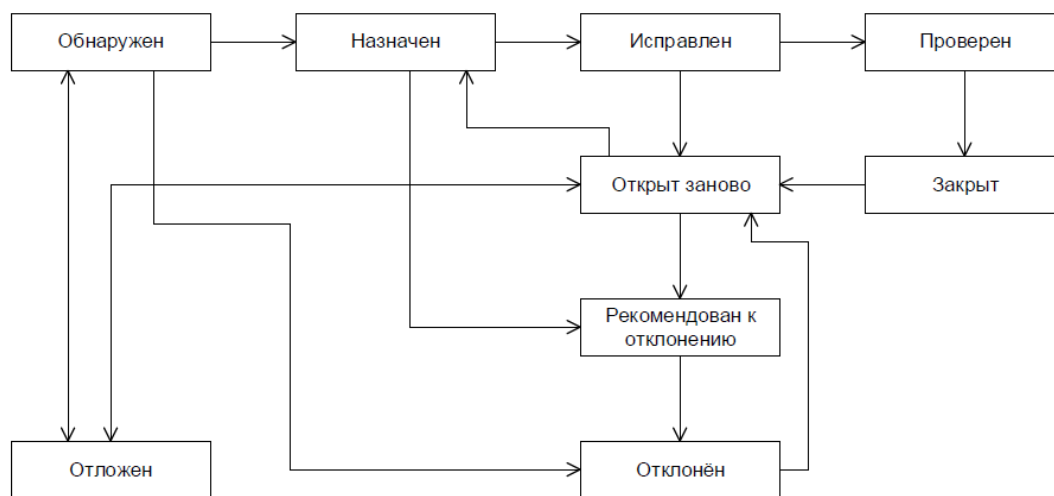 Обнаружен
Назначен
Исправлен
Проверен
Открыт заново
Закрыт
Рекомендован к
отклонению
Отложен
Отклонён